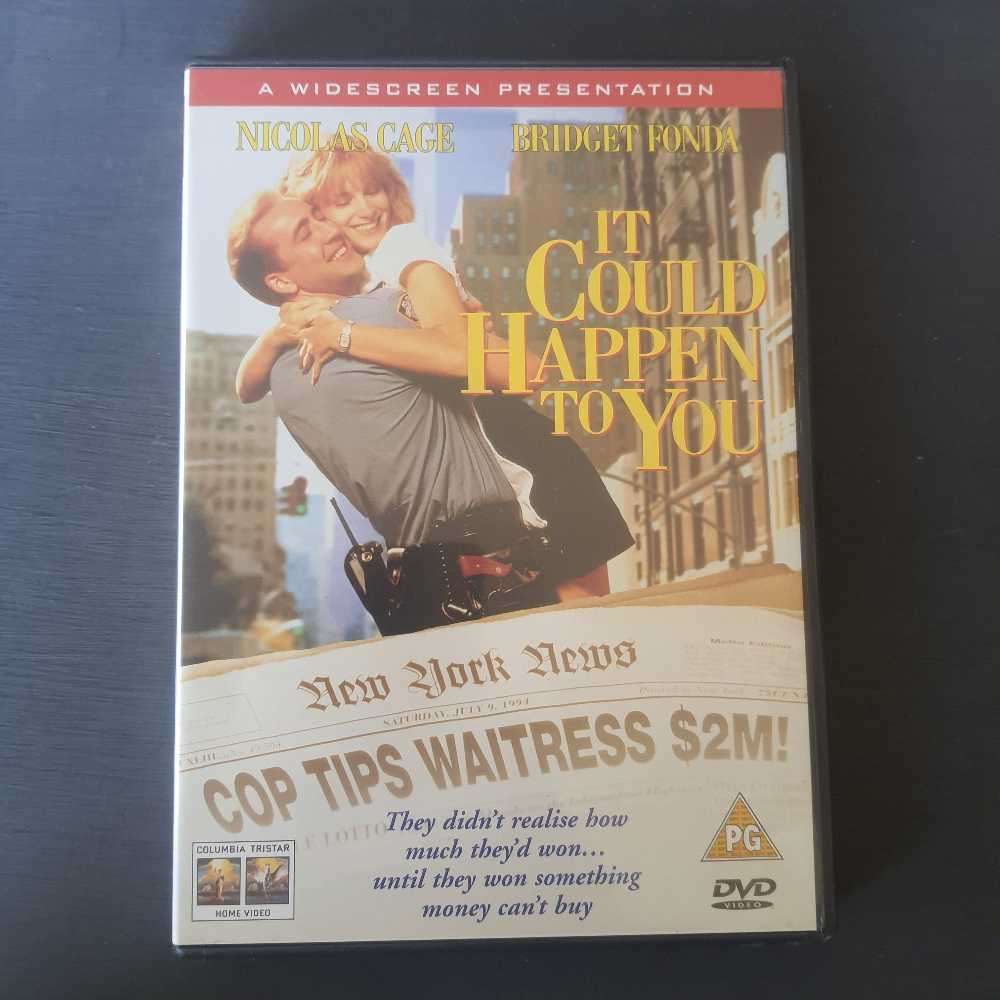 A WIDESCREEN PRESENTATION
NICOLAS CAGE BRIDGET FONDA
IT
COULD
HAPPEN
TO YOU
New York News
SATURDAY, JULY 9, 1994
COP TIPS WAITRESS $2M!
LOTTO
They didn't realise how
much they'd won...
until they won something
money can't buy
PG
COLUMBIA TRISTAR
HOME VIDEO
DVD
VIDEO